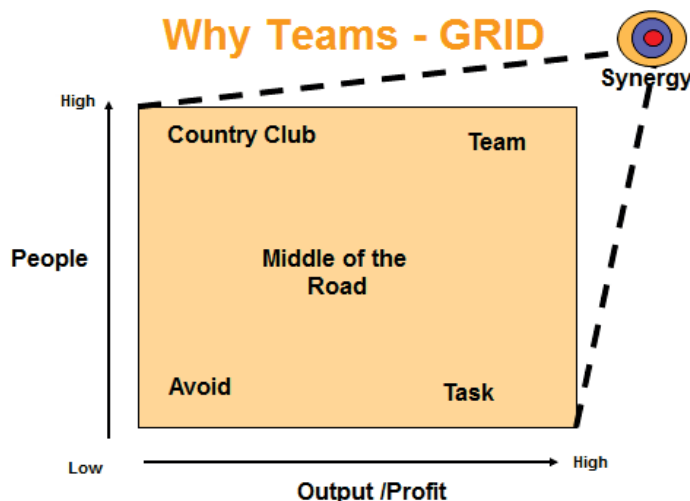 Why Teams - GRID
Synergy
High
Country Club
Team
People
Middle of the
Road
Avoid
Task
Low
High
Output /Profit